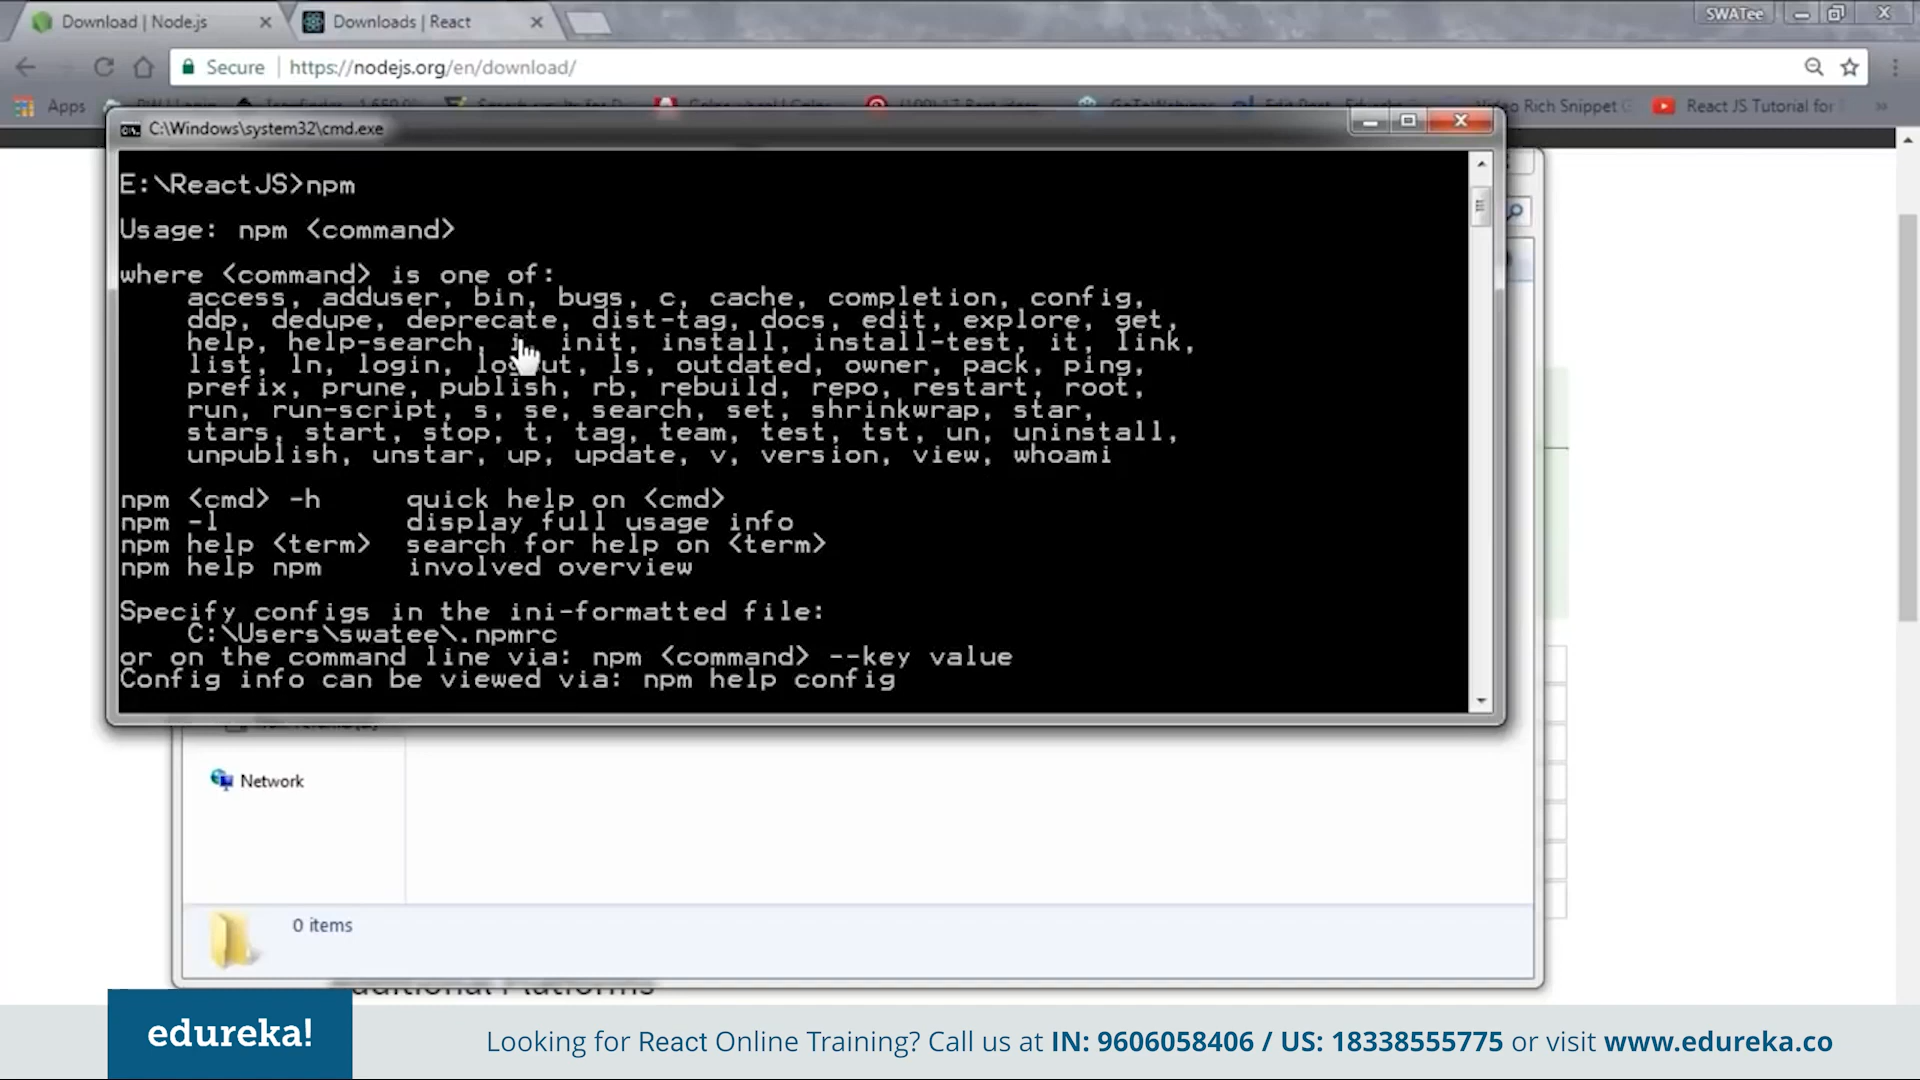 Download | Node.js
Downloads | React
SWATee
Secure
https://nodejs.org/en/download/
Apps
Video Rich Snippet
React JS Tutorial for
C:\Windows\system32\cmd.exe
E:\ReactJS>npm
Usage: npm <command>
where <command> is one of:
access, adduser, bin, bugs, c, cache, completion, config,
ddp, dedupe, deprecate, dist-tag, docs, edit, explore, get,
help, help-search, i, init, install, install-test, it, link,
list, ln, login, logout, ls, outdated, owner, pack, ping,
prefix, prune, publish, rb, rebuild, repo, restart, root,
run, run-script, s, se, search, set, shrinkwrap, star,
stars, start, stop, t, tag, team, test, tst, un, uninstall,
unpublish, unstar, up, update, v, version, view, whoami
npm <cmd> -h quick help on <cmd>
npm -l display full usage info
npm help <term> search for help on <term>
npm help npm involved overview
Specify configs in the ini-formatted file:
C:\Users\swatee\.npmrc
or on the command line via: npm <command> --key value
Config info can be viewed via: npm help config
Network
0 items
edureka!
Looking for React Online Training? Call us at IN: 9606058406 / US: 18338555775 or visit www.edureka.co